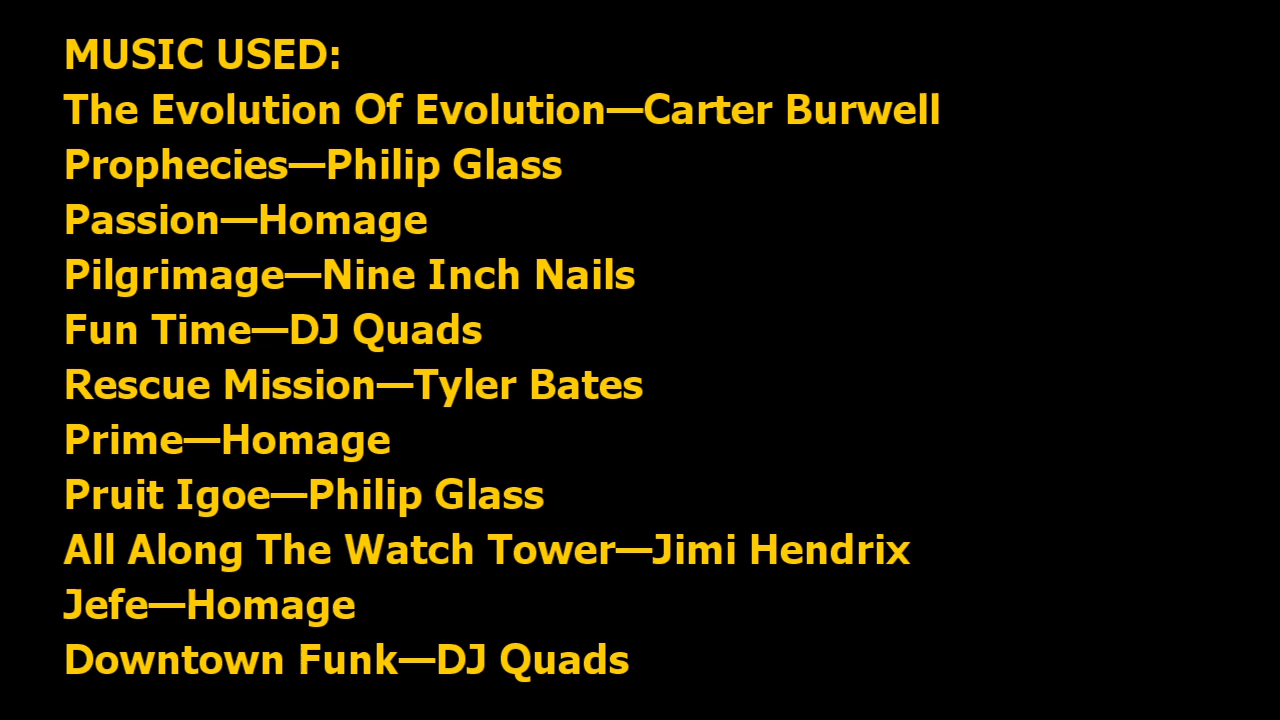 MUSIC USED:
The Evolution Of Evolution—Carter Burwell
Prophecies—Philip Glass
Passion—Homage
Pilgrimage—Nine Inch Nails
Fun Time—DJ Quads
Rescue Mission—Tyler Bates
Prime—Homage
Pruit Igoe—Philip Glass
All Along The Watch Tower—Jimi Hendrix
Jefe—Homage
Downtown Funk—DJ Quads